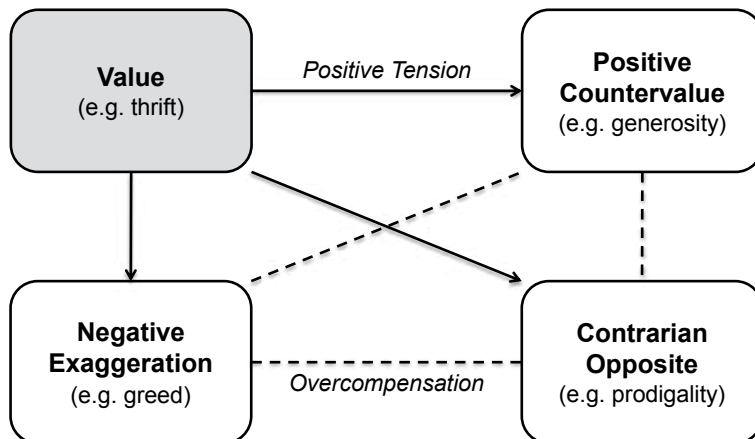 Value
(e.g. thrift)
Positive Tension
Positive
Countervalue
(e.g. generosity)
Negative
Exaggeration
(e.g. greed)
Overcompensation
Contrarian
Opposite
(e.g. prodigality)